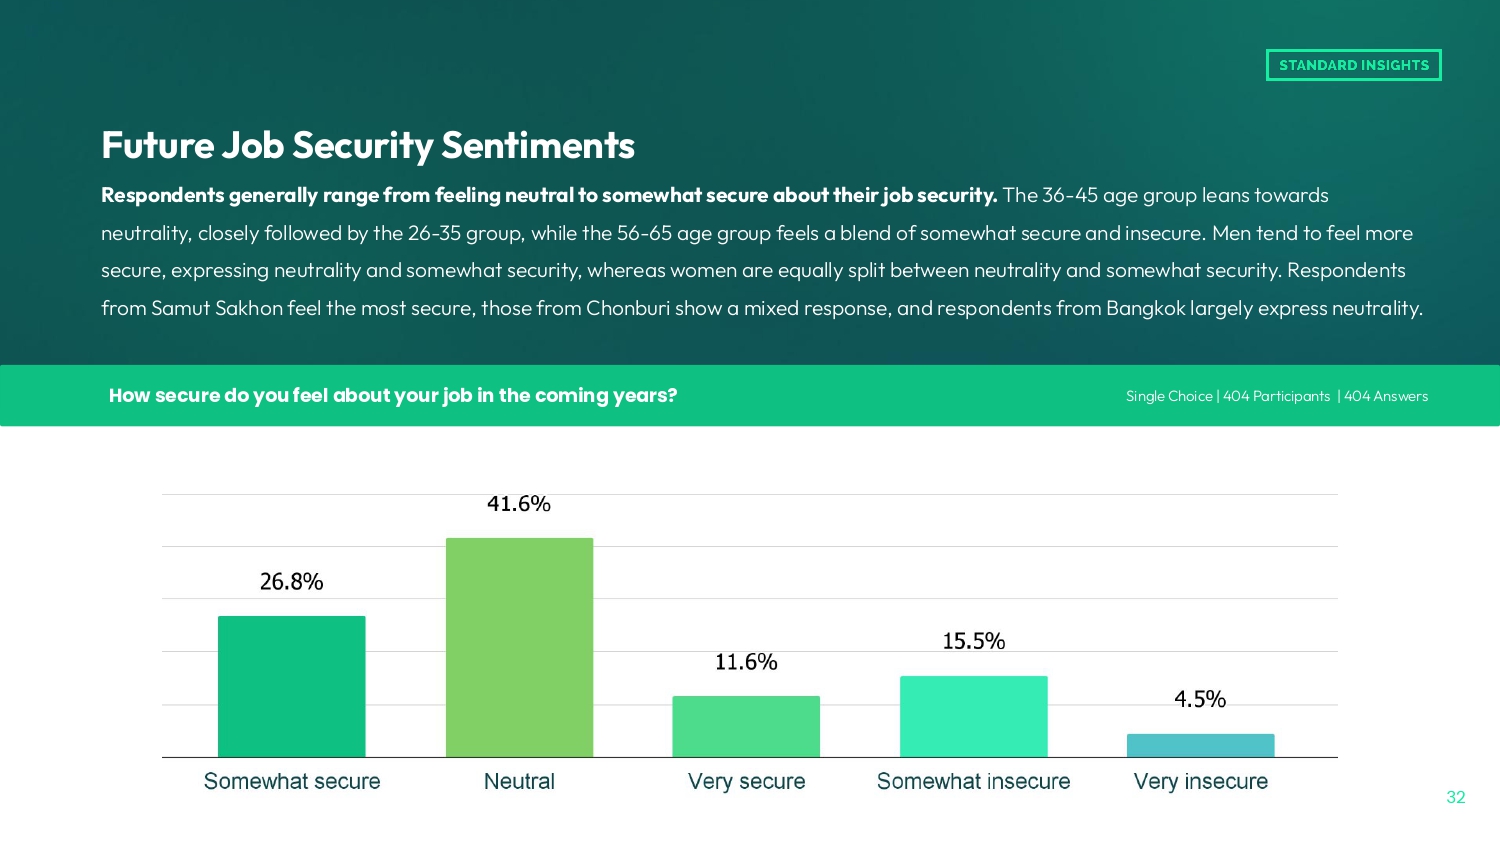 STANDARD INSIGHTS
Future Job Security Sentiments
Respondents generally range from feeling neutral to somewhat secure about their job security. The 36-45 age group leans towards
neutrality, closely followed by the 26-35 group, while the 56-65 age group feels a blend of somewhat secure and insecure. Men tend to feel more
secure, expressing neutrality and somewhat security, whereas women are equally split between neutrality and somewhat security. Respondents
from Samut Sakhon feel the most secure, those from Chonburi show a mixed response, and respondents from Bangkok largely express neutrality.
How secure do you feel about your job in the coming years?
Single Choice | 404 Participants | 404 Answers
41.6%
26.8%
15.5%
11.6%
4.5%
Somewhat secure
Neutral
Very secure
Somewhat insecure
Very insecure
32